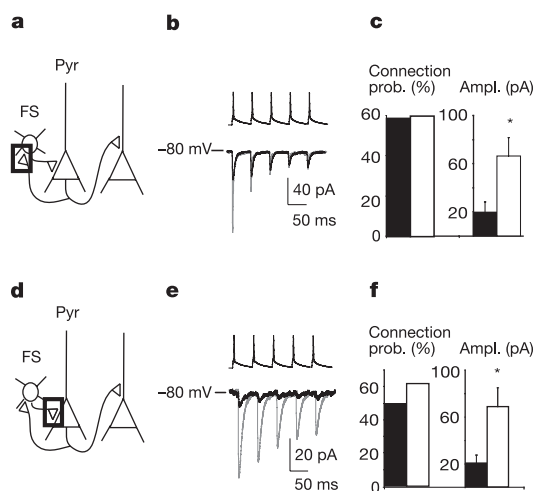 a
b
c
Pyr
FS
–80 mV
40 pA
50 ms
Connection
prob. (%)
Ampl. (pA)
60
40
20
0
100
60
20
*
d
e
f
Pyr
FS
–80 mV
20 pA
50 ms
Connection
prob. (%)
Ampl. (pA)
60
40
20
0
100
60
20
*